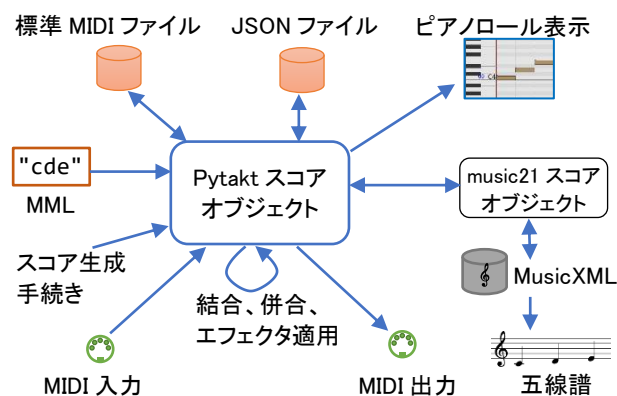 標準 MIDI ファイル
JSON ファイル
ピアノロール表示
C4
"cde"
MML
Pytakt スコア
オブジェクト
music21 スコア
オブジェクト
スコア生成
手続き
結合、併合、
エフェクタ適用
MusicXML
MIDI 入力
MIDI 出力
五線譜